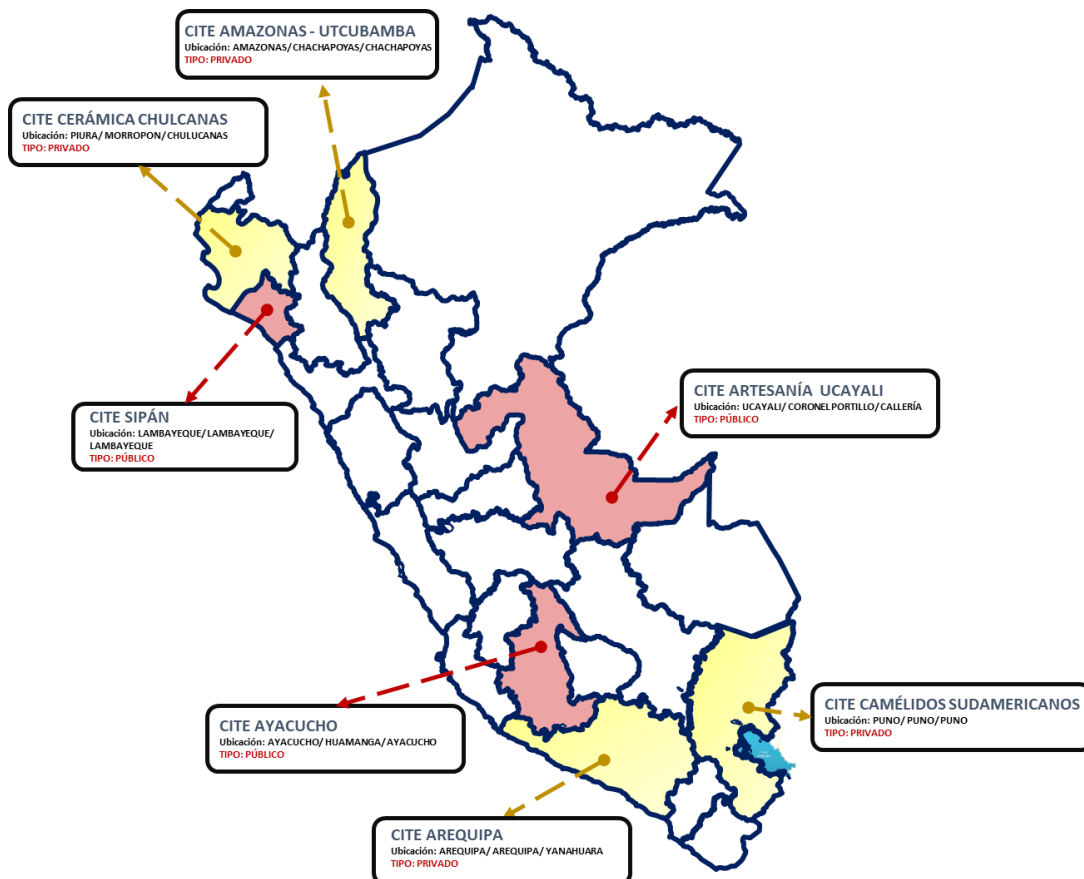 CITE AMAZONAS - UTCUBAMBA
Ubicación: AMAZONAS/ CHACHAPOYAS/ CHACHAPOYAS
TIPO: PRIVADO
CITE CERÁMICA CHULCANAS
Ubicación: PIURA/ MORROPON/ CHULUCANAS
TIPO: PRIVADO
CITE SIPÁN
Ubicación: LAMBAYEQUE/ LAMBAYEQUE/
LAMBAYEQUE
TIPO: PÚBLICO
CITE ARTESANÍA UCAYALI
Ubicación: UCAYALI/ CORONEL PORTILLO/ CALLERÍA
TIPO: PÚBLICO
CITE AYACUCHO
Ubicación: AYACUCHO/ HUAMANGA/ AYACUCHO
TIPO: PÚBLICO
CITE CAMÉLIDOS SUDAMERICANOS
Ubicación: PUNO/ PUNO/ PUNO
TIPO: PRIVADO
CITE AREQUIPA
Ubicación: AREQUIPA/ AREQUIPA/ YANAHUARA
TIPO: PRIVADO